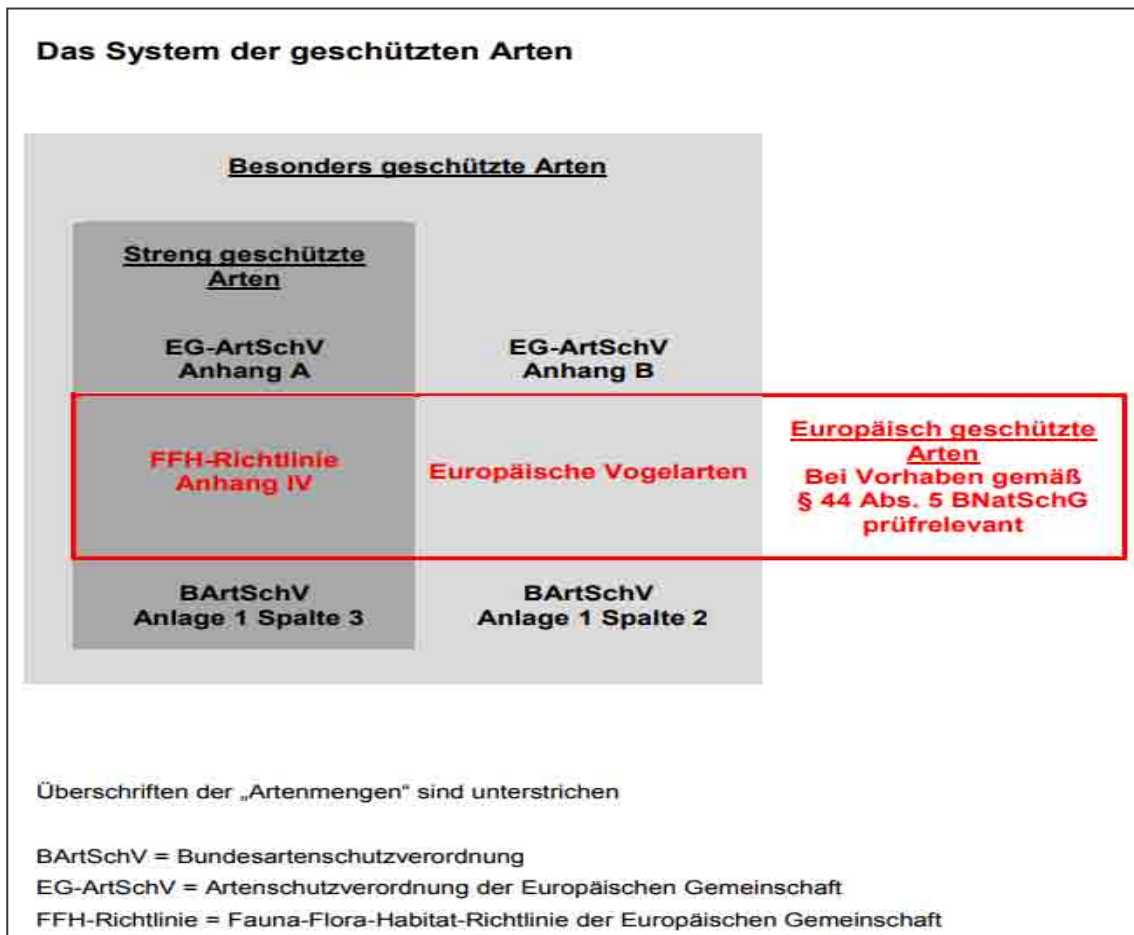 Das System der geschützten Arten
Besonders geschützte Arten
Streng geschützte
Arten
EG-ArtSchV
Anhang A
EG-ArtSchV
Anhang B
FFH-Richtlinie
Anhang IV
Europäische Vogelarten
Europäisch geschützte
Arten
Bei Vorhaben gemäß
§ 44 Abs. 5 BNatSchG
prüfrelevant
BArtSchV
Anlage 1 Spalte 3
BArtSchV
Anlage 1 Spalte 2
Überschriften der „Artenmengen“ sind unterstrichen
BArtSchV = Bundesartenschutzverordnung
EG-ArtSchV = Artenschutzverordnung der Europäischen Gemeinschaft
FFH-Richtlinie = Fauna-Flora-Habitat-Richtlinie der Europäischen Gemeinschaft